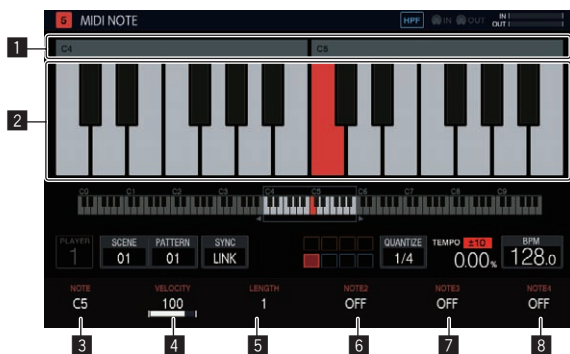 6 MIDI NOTE HPF IN OUT IN
OUT
1
C4 C5
2
C0 C1 C2 C3 C4 C5 C6 C7 C8 C9
PLAYER SCENE PATTERN SYNC QUANTIZE TEMPO ±10 BPM
1 01 01 LINK 1/4 0.00% 128.0
NOTE VELOCITY LENGTH NOTE2 NOTE3 NOTE4
C5 100 1 OFF OFF OFF
3 4 5 6 7 8